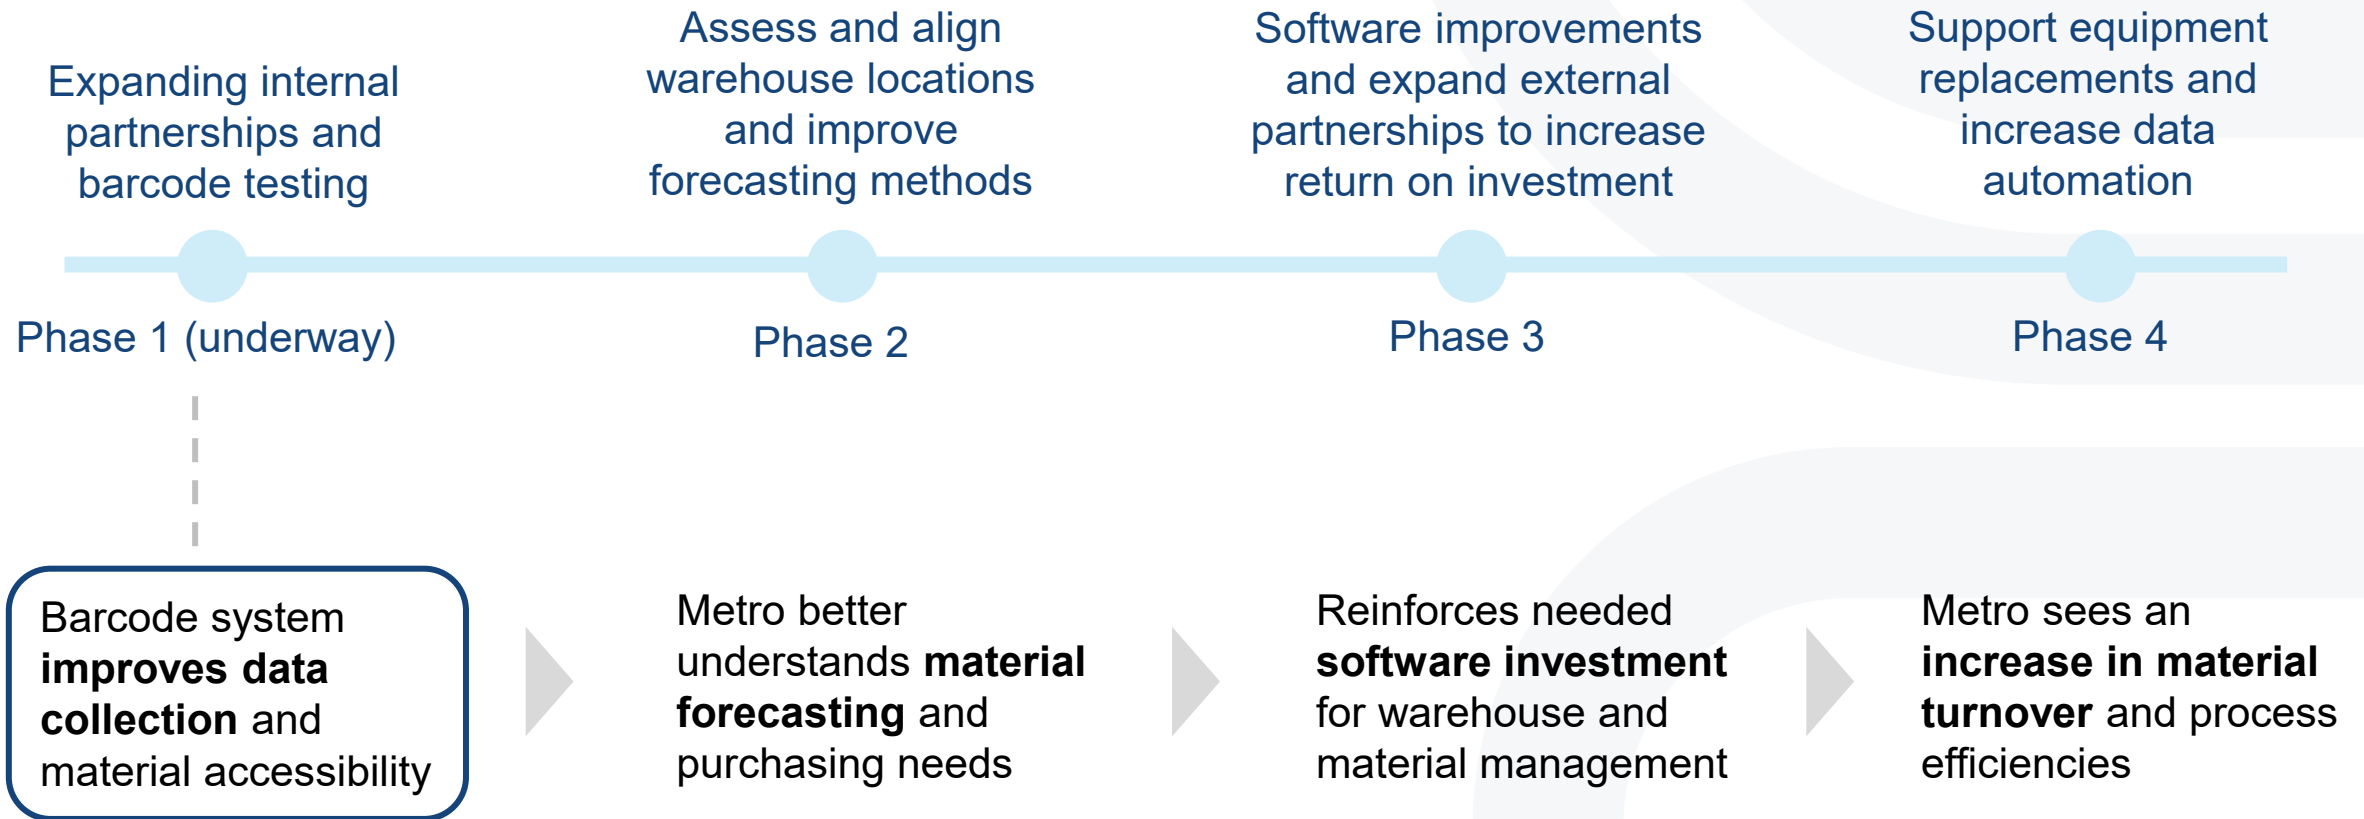 Expanding internal
partnerships and
barcode testing
Assess and align
warehouse locations
and improve
forecasting methods
Software improvements
and expand external
partnerships to increase
return on investment
Support equipment
replacements and
increase data
automation
Phase 1 (underway)
Phase 2
Phase 3
Phase 4
Barcode system
improves data
collection and
material accessibility
Metro better
understands material
forecasting and
purchasing needs
Reinforces needed
software investment
for warehouse and
material management
Metro sees an
increase in material
turnover and process
efficiencies